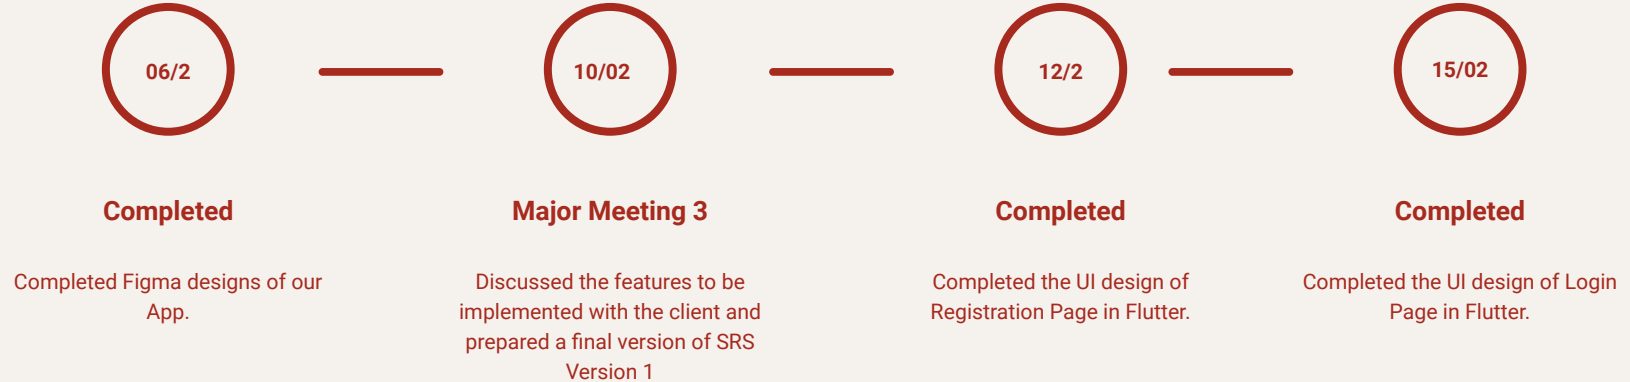 06/2
10/02
12/2
15/02
Completed
Major Meeting 3
Completed
Completed
Completed Figma designs of our
App.
Discussed the features to be
implemented with the client and
prepared a final version of SRS
Version 1
Completed the UI design of
Registration Page in Flutter.
Completed the UI design of Login
Page in Flutter.